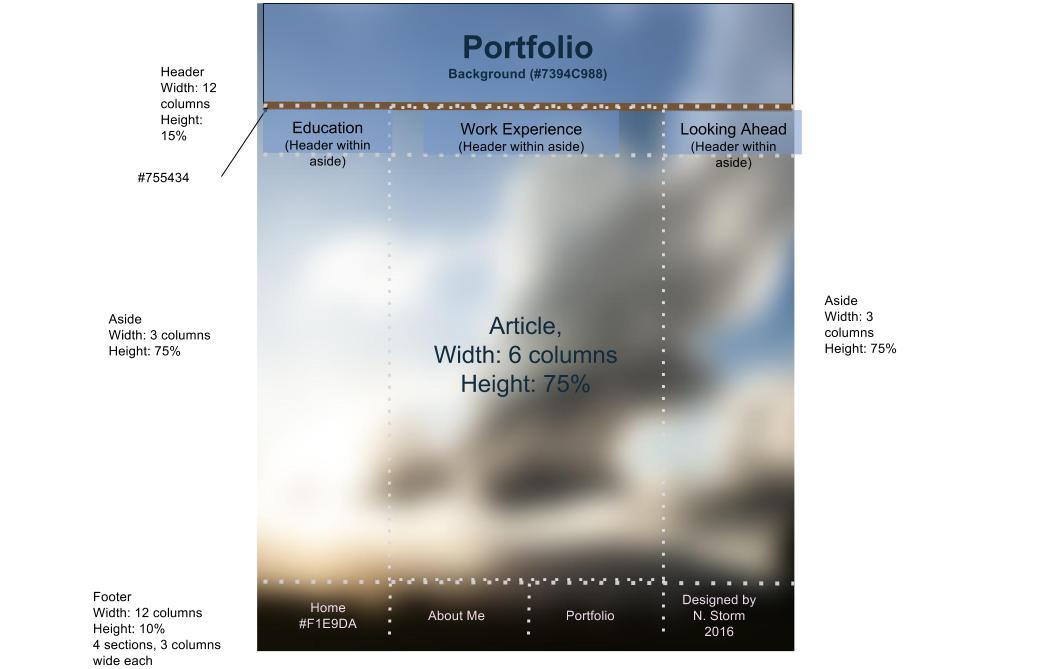 Portfolio
Background (#7394C988)
Header
Width: 12
columns
Height:
15%
#755434
Education
(Header within
aside)
Work Experience
(Header within aside)
Looking Ahead
(Header within
aside)
Aside
Width: 3 columns
Height: 75%
Article,
Width: 6 columns
Height: 75%
Aside
Width: 3
columns
Height: 75%
Footer
Width: 12 columns
Height: 10%
4 sections, 3 columns
wide each
Home
#F1E9DA
About Me
Portfolio
Designed by
N. Storm
2016